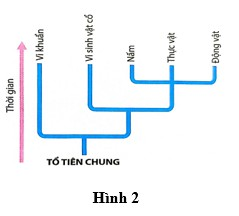 Thời gian
Vi khuẩn
Vi sinh vật cổ
Nấm
Thực vật
Động vật
TỔ TIÊN CHUNG
Hình 2